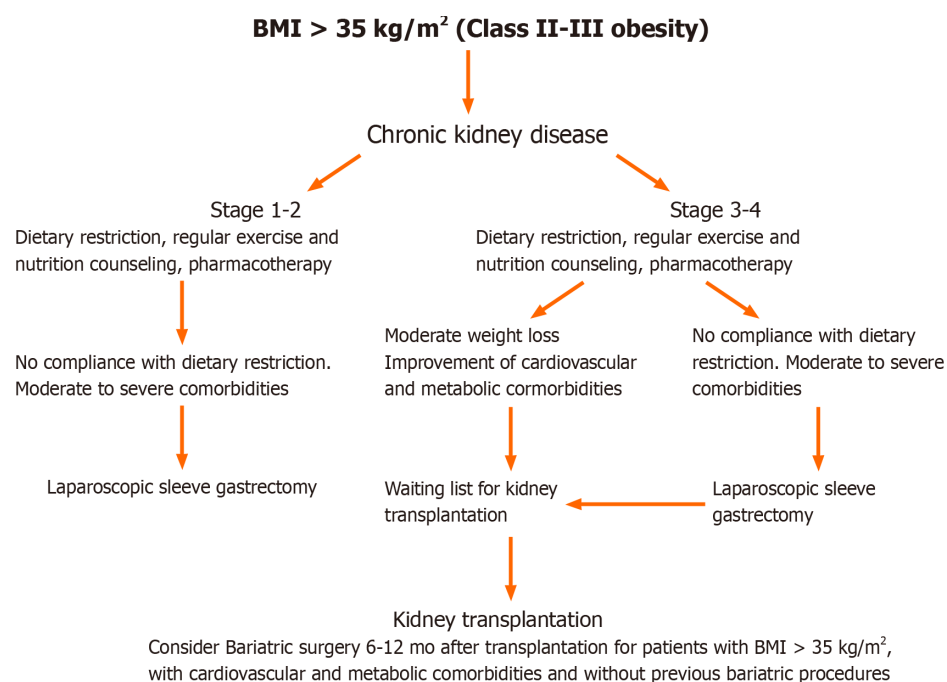 BMI > 35 kg/m² (Class II-III obesity)
Chronic kidney disease
Stage 1-2
Dietary restriction, regular exercise and
nutrition counseling, pharmacotherapy
No compliance with dietary restriction.
Moderate to severe comorbidities
Laparoscopic sleeve gastrectomy
Stage 3-4
Dietary restriction, regular exercise and
nutrition counseling, pharmacotherapy
Moderate weight loss
Improvement of cardiovascular
and metabolic cormorbidities
No compliance with dietary
restriction. Moderate to severe
comorbidities
Waiting list for kidney
transplantation
Laparoscopic sleeve
gastrectomy
Kidney transplantation
Consider Bariatric surgery 6-12 mo after transplantation for patients with BMI > 35 kg/m²,
with cardiovascular and metabolic comorbidities and without previous bariatric procedures